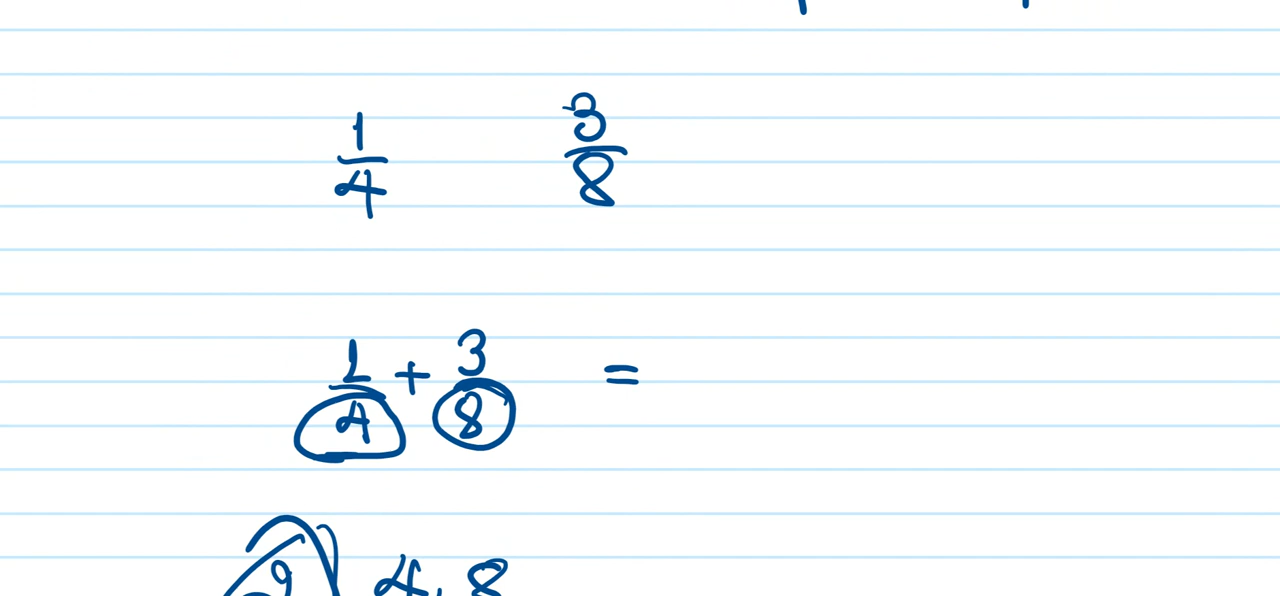 1/4 3/8
1/4 + 3/8 =
4, 8